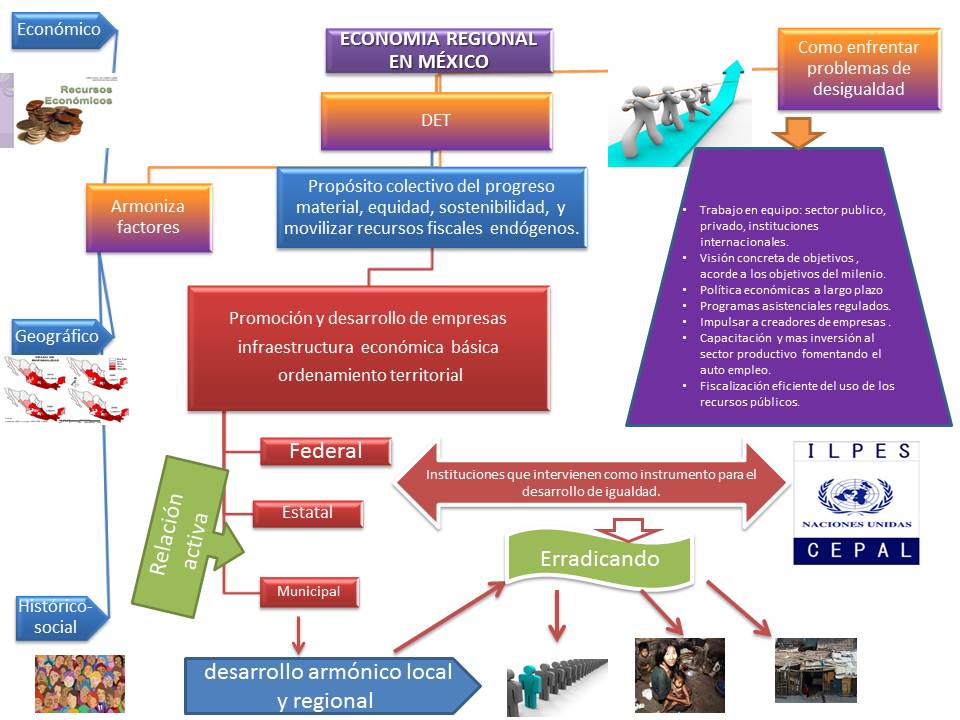 Económico
Recursos
Económicos
ECONOMIA REGIONAL
EN MÉXICO
DET
Como enfrentar
problemas de
desigualdad
Armoniza
factores
Propósito colectivo del progreso
material, equidad, sostenibilidad, y
movilizar recursos fiscales endógenos.
• Trabajo en equipo: sector publico,
privado, instituciones
internacionales.
• Visión concreta de objetivos ,
acorde a los objetivos del milenio.
• Política económicas a largo plazo
• Programas asistenciales regulados.
• Impulsar a creadores de empresas .
• Capacitación y mas inversión al
sector productivo fomentando el
auto empleo.
• Fiscalización eficiente del uso de los
recursos públicos.
Geográfico
Promoción y desarrollo de empresas
infraestructura económica básica
ordenamiento territorial
Federal
Estatal
Municipal
Relación
activa
Instituciones que intervienen como instrumento para el
desarrollo de igualdad.
ILPES
NACIONES UNIDAS
CEPAL
Erradicando
Histórico-
social
desarrollo armónico local
y regional